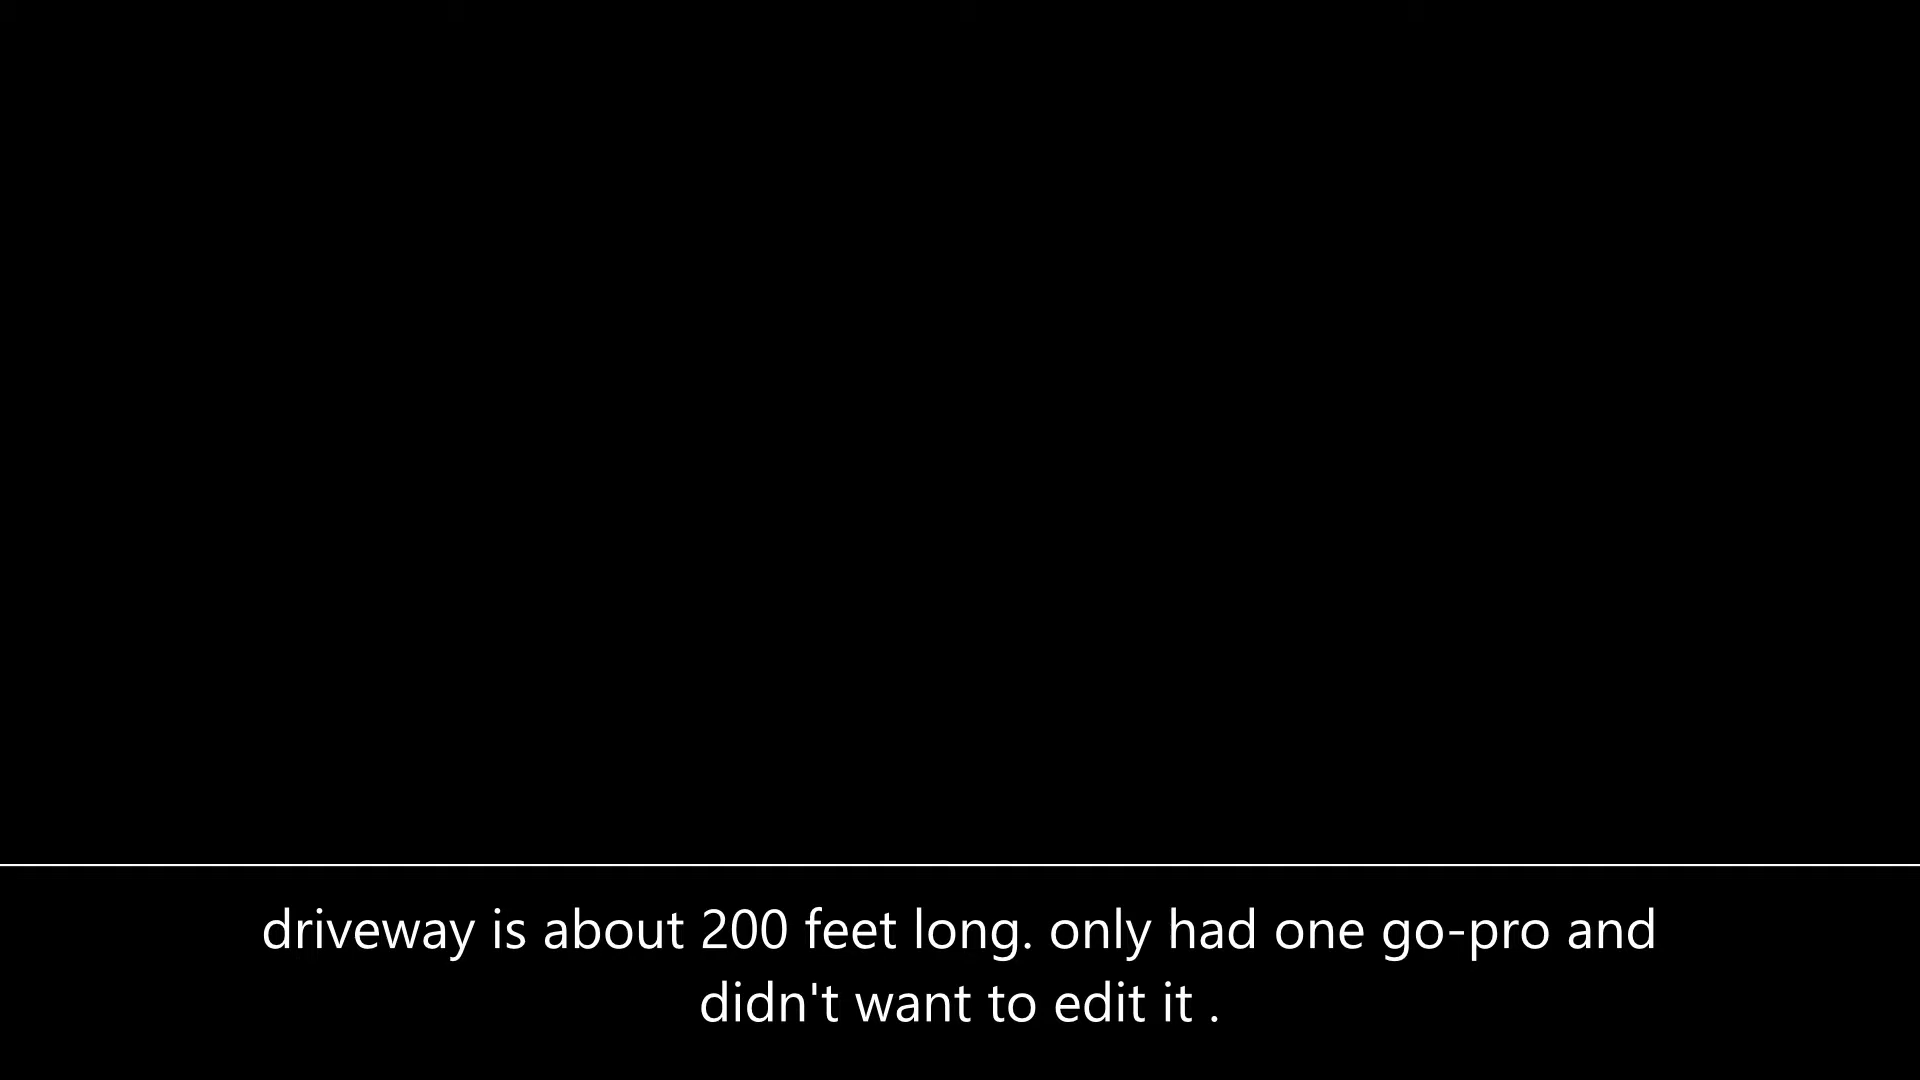 driveway is about 200 feet long. only had one go-pro and
didn't want to edit it .